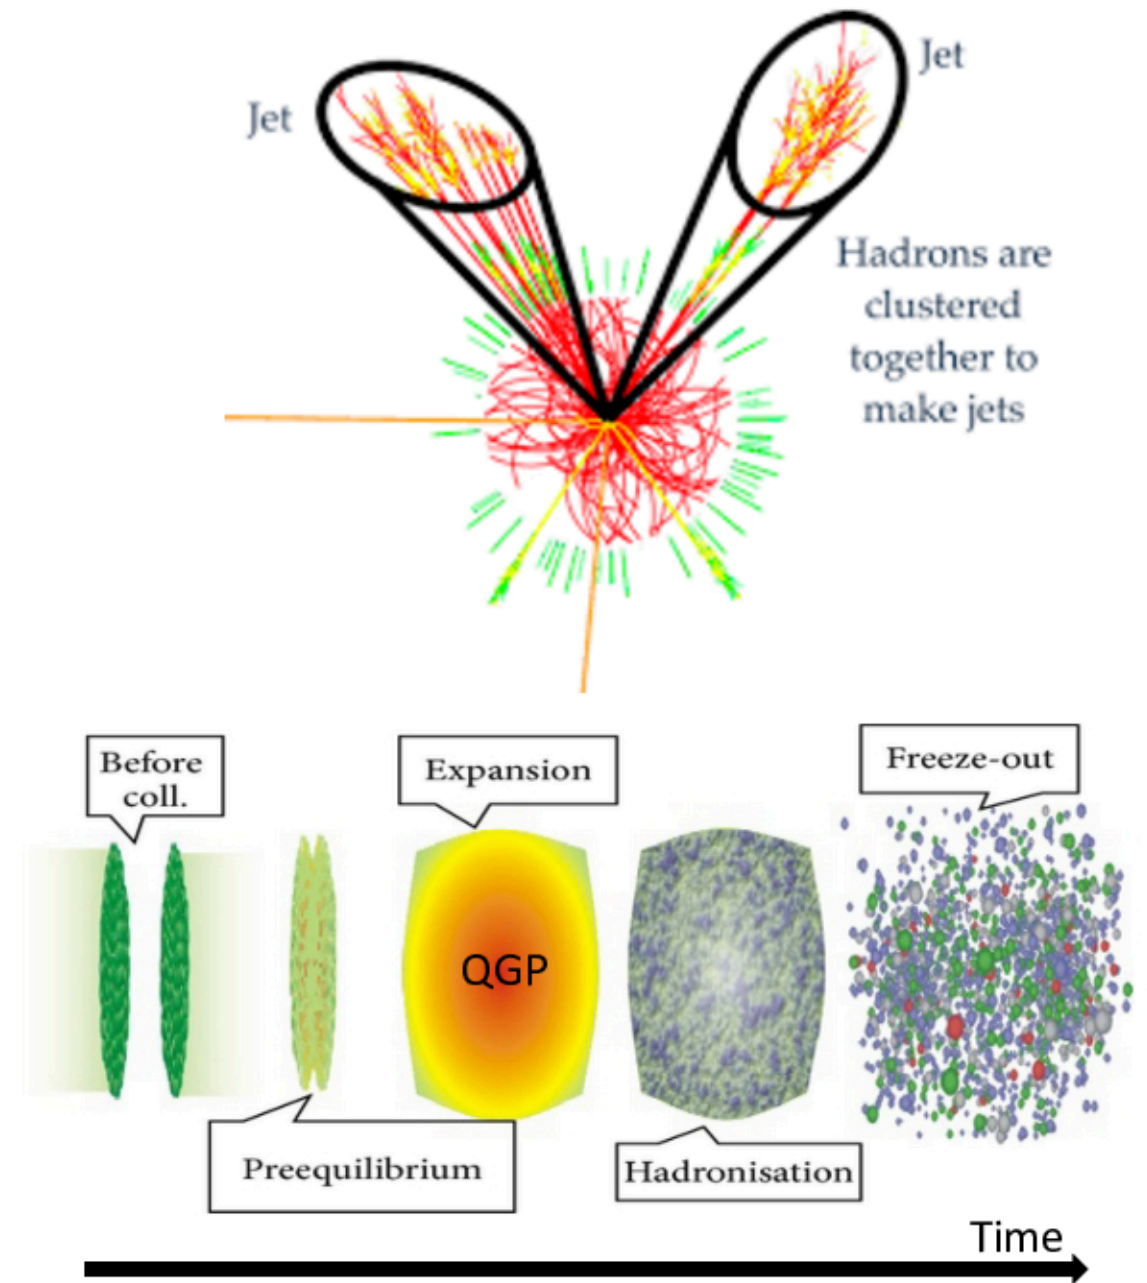 Jet
Jet
Hadrons are
clustered
together to
make jets
Before
coll.
Expansion
Freeze-out
QGP
Preequilibrium
Hadronisation
Time